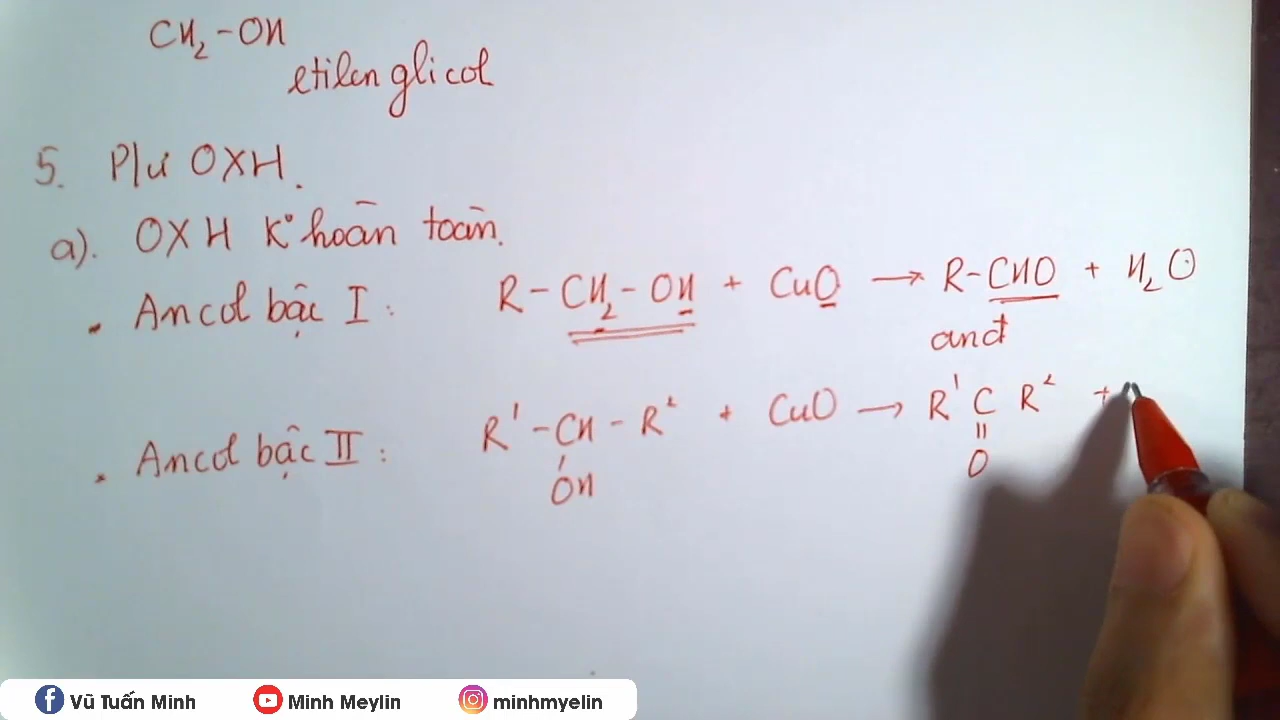 CH₂-OH
etilen glicol
5. Pư OXH.
a). OXH K° hoàn toàn.
. Ancol bậc I : R-CH₂-OH + CuO → R-CHO + H₂O
anđ
. Ancol bậc II : R¹-CH-R² + CuO → R¹ C R² +
OH O
Vũ Tuấn Minh Minh Meylin minhmyelin